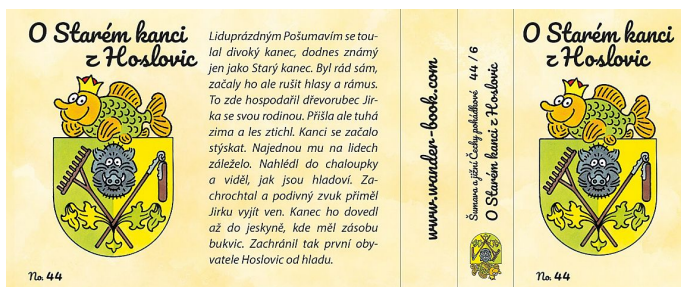 O Starém kanci
z Hoslovic
No. 44
Liduprázdným Pošumavím se tou-
lal divoký kanec, dodnes známý
jen jako Starý kanec. Byl rád sám,
začaly ho ale rušit hlasy a rámus.
To zde hospodařil dřevorubec Jir-
ka se svou rodinou. Přišla ale tuhá
zima a les ztichl. Kanci se začalo
stýskat. Najednou mu na lidech
záleželo. Nahlédl do chaloupky
a viděl, jak jsou hladoví. Za-
chrochtal a podivný zvuk přiměl
Jirku vyjít ven. Kanec ho dovedl
až do jeskyně, kde měl zásobu
bukvic. Zachránil tak první oby-
vatele Hoslovic od hladu.
www.wander-book.com
Šumava a jižní Čechy pohádkové 44 / 6
O Starém kanci z Hoslovic
O Starém kanci
z Hoslovic
No. 44